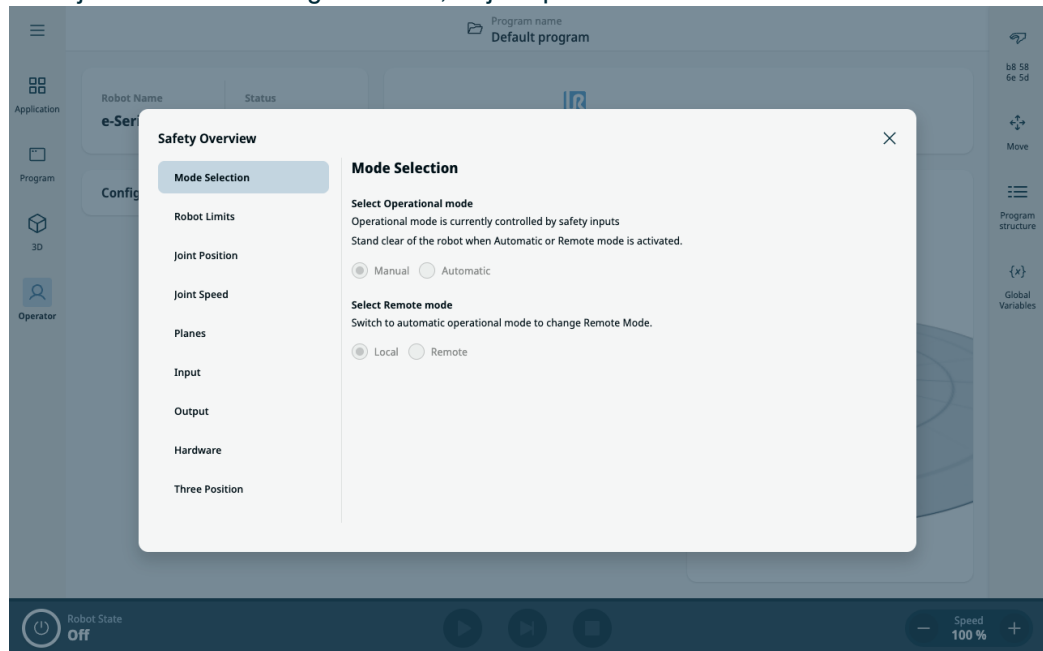 Program name
Default program
b8 58
6e 5d
Application
Robot Name
Status
e-Seri
Safety Overview
Mode Selection
Mode Selection
Move
Program
Config
Select Operational mode
Operational mode is currently controlled by safety inputs
Stand clear of the robot when Automatic or Remote mode is activated.
Robot Limits
Program
structure
3D
Joint Position
Manual
Automatic
Joint Speed
Select Remote mode
Switch to automatic operational mode to change Remote Mode.
{x}
Global
Variables
Operator
Planes
Local
Remote
Input
Output
Hardware
Three Position
Robot State
Off
Speed
100 %